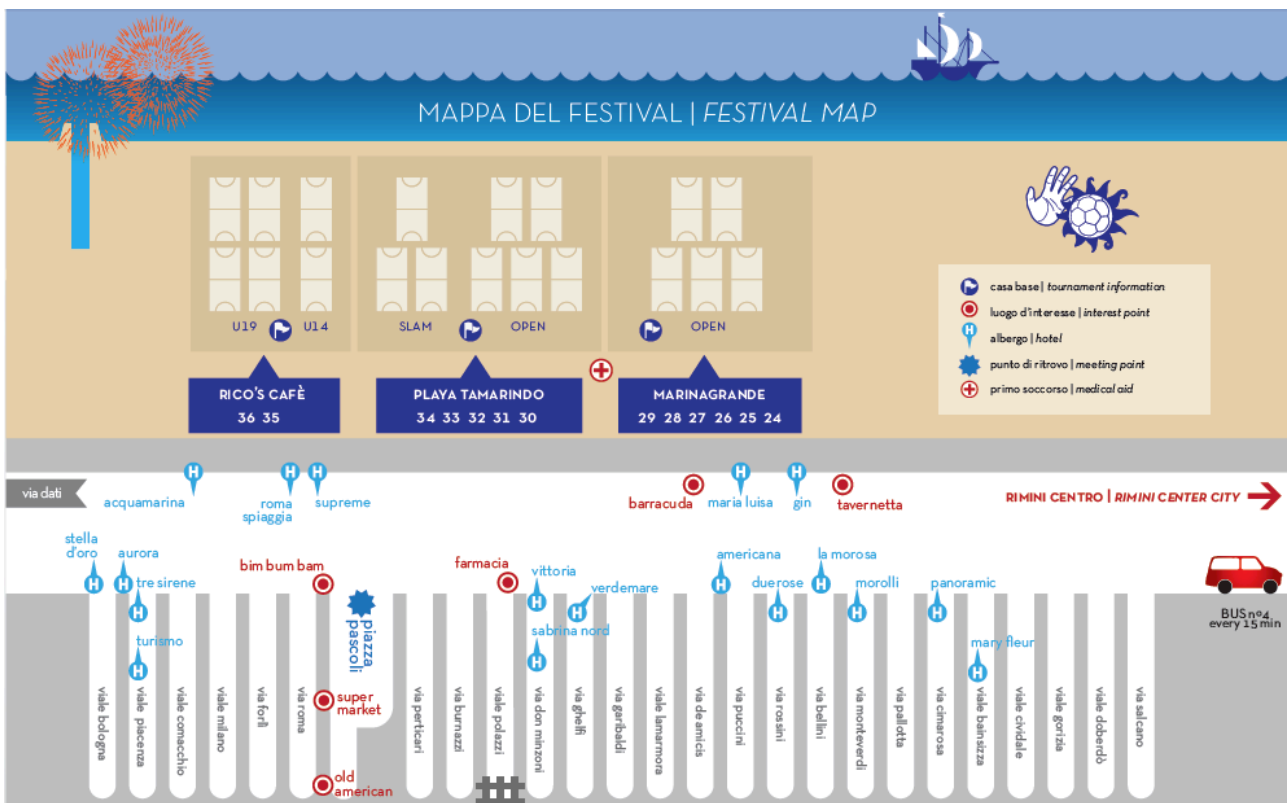 MAPPA DEL FESTIVAL | FESTIVAL MAP
U19
U14
SLAM
OPEN
OPEN
RICO'S CAFÈ
36 35
PLAYA TAMARINDO
34 33 32 31 30
MARINAGRANDE
29 28 27 26 25 24
casa base | tournament information
luogo d'interesse | interest point
H
albergo | hotel
punto di ritrovo | meeting point
primo soccorso | medical aid
via dati
H
acquamarina
H
roma
spiaggia
H
supreme
barracuda
H
maria luisa
H
gin
tavernetta
RIMINI CENTRO | RIMINI CENTER CITY
stella
d'oro
H
aurora
H
tre sirene
H
turismo
H
bim bum bam
piazza
pascoli
super
market
old
american
farmacia
vittoria
H
verdemare
H
sabrina nord
H
americana
H
due rose
H
la morosa
H
morolli
H
panoramic
H
mary fleur
H
BUS nº4
every 15 min
viale bologna
viale piacenza
viale comacchio
viale milano
via forlì
via roma
via perticari
via burnazzi
viale polazzi
via don minzoni
via ghelfi
via garibaldi
viale lamarmora
via de amicis
via puccini
via rossini
via bellini
via monteverdi
via pallotta
via cimarosa
viale bainsizza
viale cividale
viale gorizia
viale doberdò
via salcano